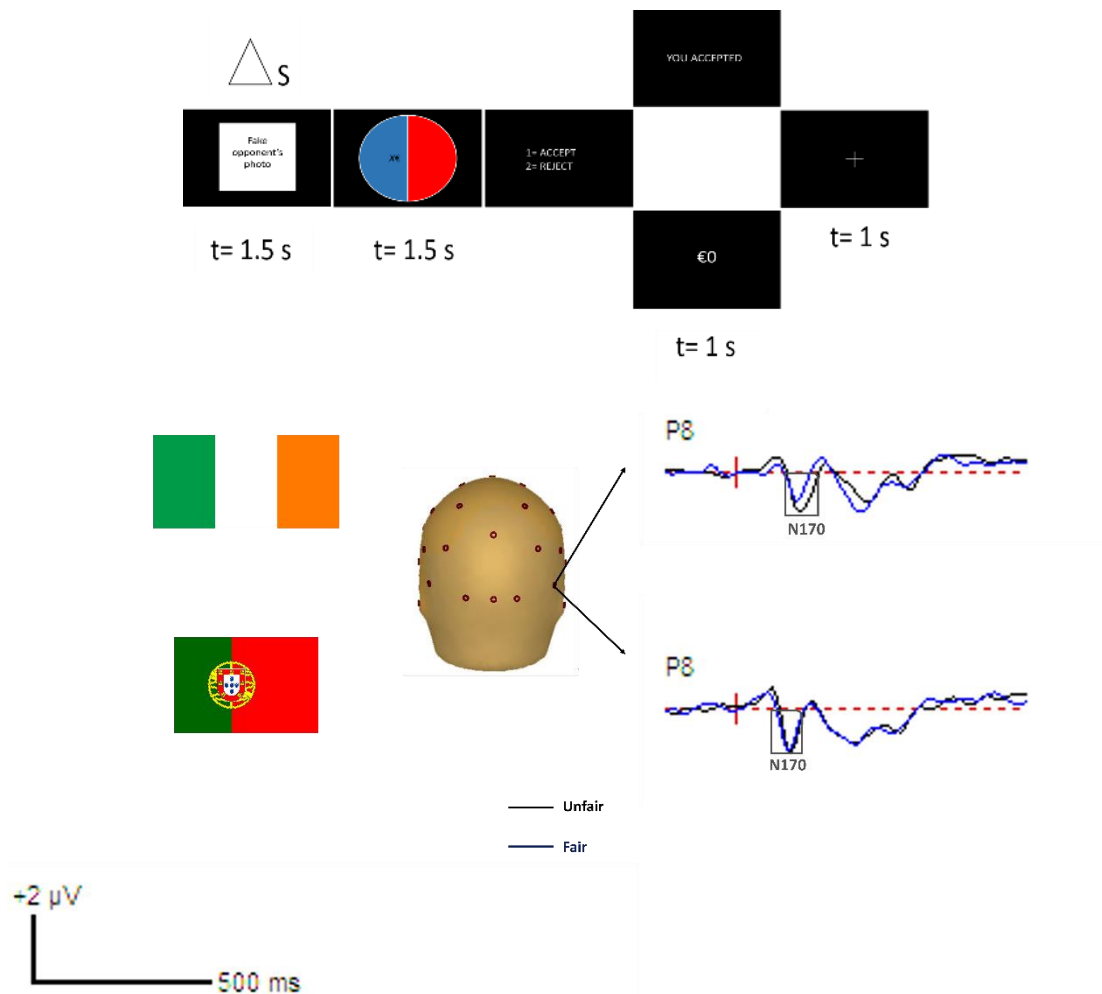 S
YOU ACCEPTED
Fake
opponent's
photo
X€
1= ACCEPT
2= REJECT
t= 1.5 s
t= 1.5 s
€0
t= 1 s
t= 1 s
P8
N170
P8
N170
Unfair
Fair
+2 µV
500 ms